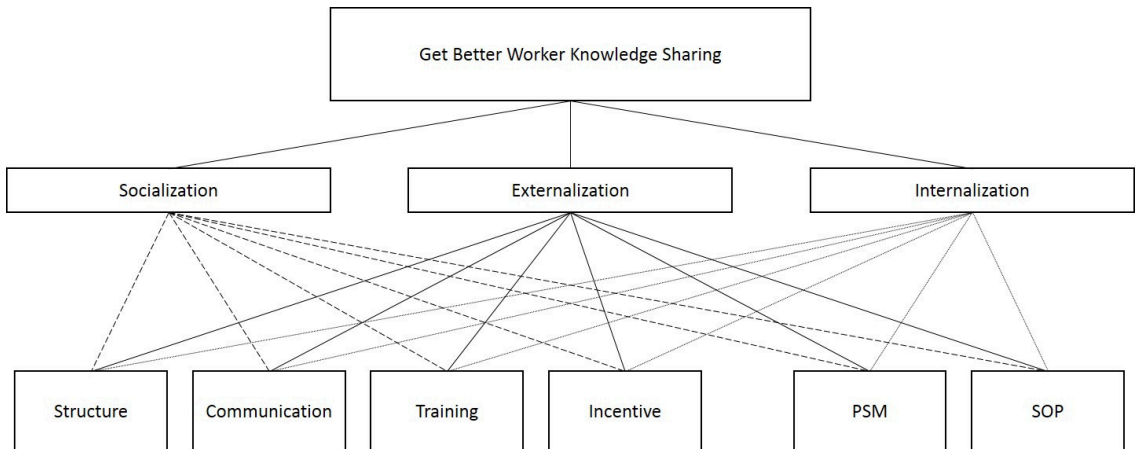 Get Better Worker Knowledge Sharing
Socialization
Externalization
Internalization
Structure
Communication
Training
Incentive
PSM
SOP